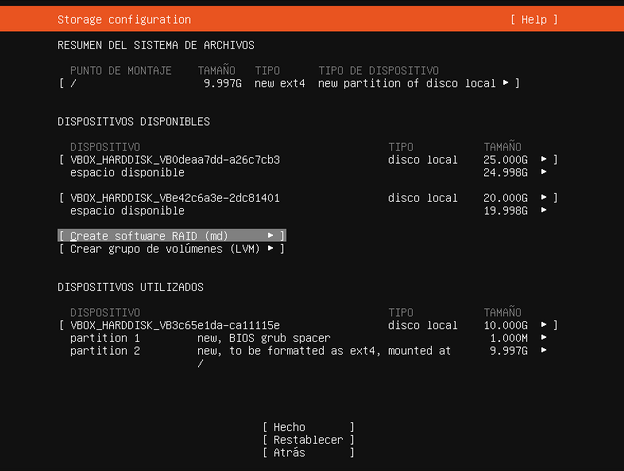 Storage configuration [ Help ]
RESUMEN DEL SISTEMA DE ARCHIVOS
PUNTO DE MONTAJE TAMAÑO TIPO TIPO DE DISPOSITIVO
[ / 9.997G new ext4 new partition of disco local ▸ ]
DISPOSITIVOS DISPONIBLES
DISPOSITIVO TIPO TAMAÑO
[ VBOX_HARDDISK_VB0deaa7dd-a26c7cb3 disco local 25.000G ▸ ]
espacio disponible 24.998G ▸
[ VBOX_HARDDISK_VBe42c6a3e-2dc81401 disco local 20.000G ▸ ]
espacio disponible 19.998G ▸
[ Create software RAID (md) ▸ ]
[ Crear grupo de volúmenes (LVM) ▸ ]
DISPOSITIVOS UTILIZADOS
DISPOSITIVO TIPO TAMAÑO
[ VBOX_HARDDISK_VB3c65e1da-ca11115e disco local 10.000G ▸ ]
partition 1 new, BIOS grub spacer 1.000M ▸
partition 2 new, to be formatted as ext4, mounted at 9.997G ▸
/
[ Hecho ]
[ Restablecer ]
[ Atrás ]